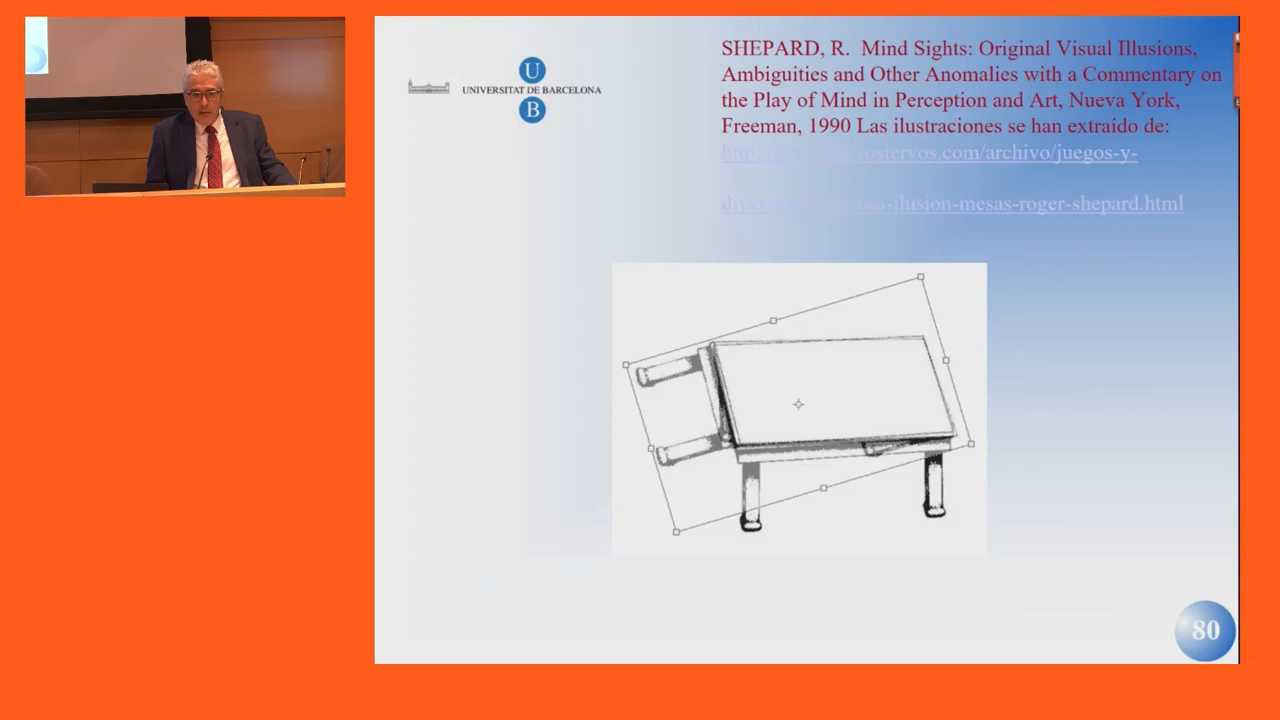 U
UNIVERSITAT DE BARCELONA
B
SHEPARD, R. Mind Sights: Original Visual Illusions,
Ambiguities and Other Anomalies with a Commentary on
the Play of Mind in Perception and Art, Nueva York,
Freeman, 1990 Las ilustraciones se han extraído de:
rosiervos.com/archivo/juegos-y-
-ilusion-mesas-roger-shepard.html
80